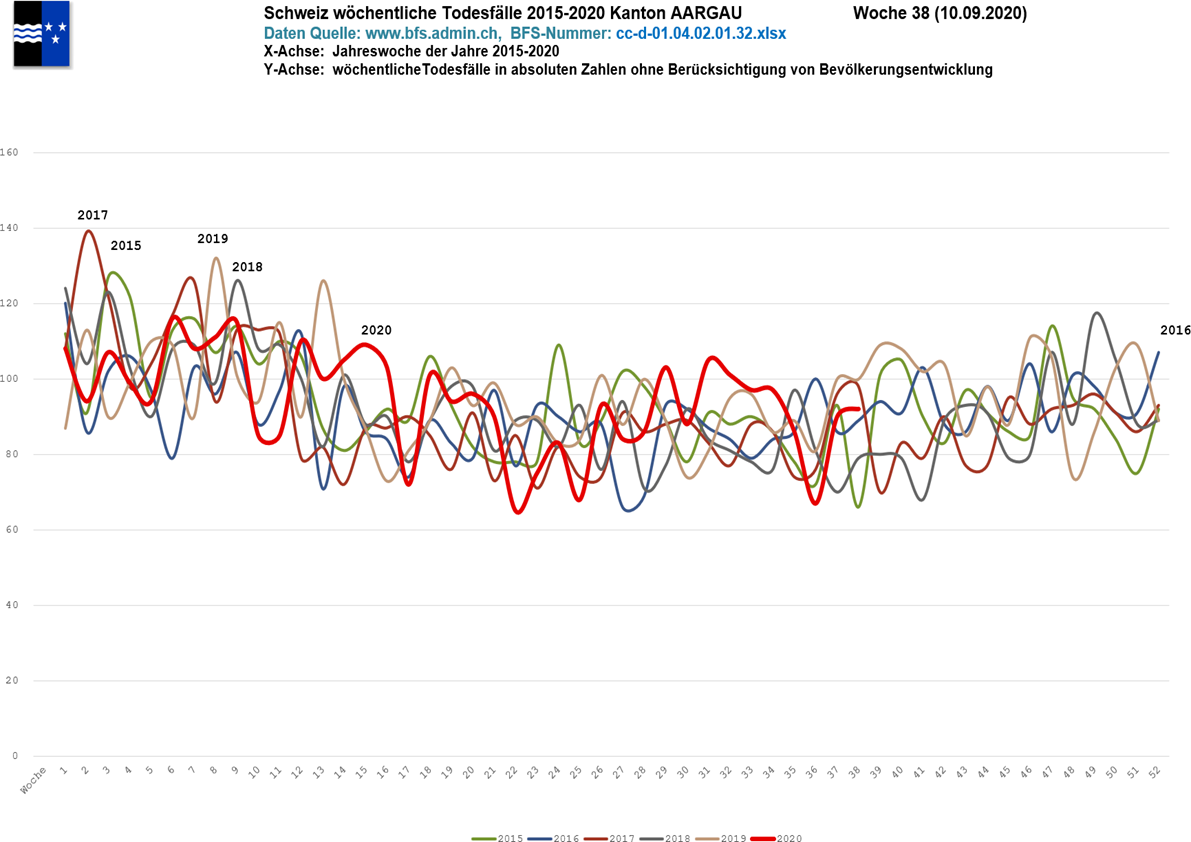 Schweiz wöchentliche Todesfälle 2015-2020 Kanton AARGAU Woche 38 (10.09.2020)
Daten Quelle: www.bfs.admin.ch, BFS-Nummer: cc-d-01.04.02.01.32.xlsx
X-Achse: Jahreswoche der Jahre 2015-2020
Y-Achse: wöchentlicheTodesfälle in absoluten Zahlen ohne Berücksichtigung von Bevölkerungsentwicklung
160
2017
140
2019
2015
2018
120
2020
2016
100
80
60
40
20
0
Woche 1 2 3 4 5 6 7 8 9 10 11 12 13 14 15 16 17 18 19 20 21 22 23 24 25 26 27 28 29 30 31 32 33 34 35 36 37 38 39 40 41 42 43 44 45 46 47 48 49 50 51 52
2015 2016 2017 2018 2019 2020